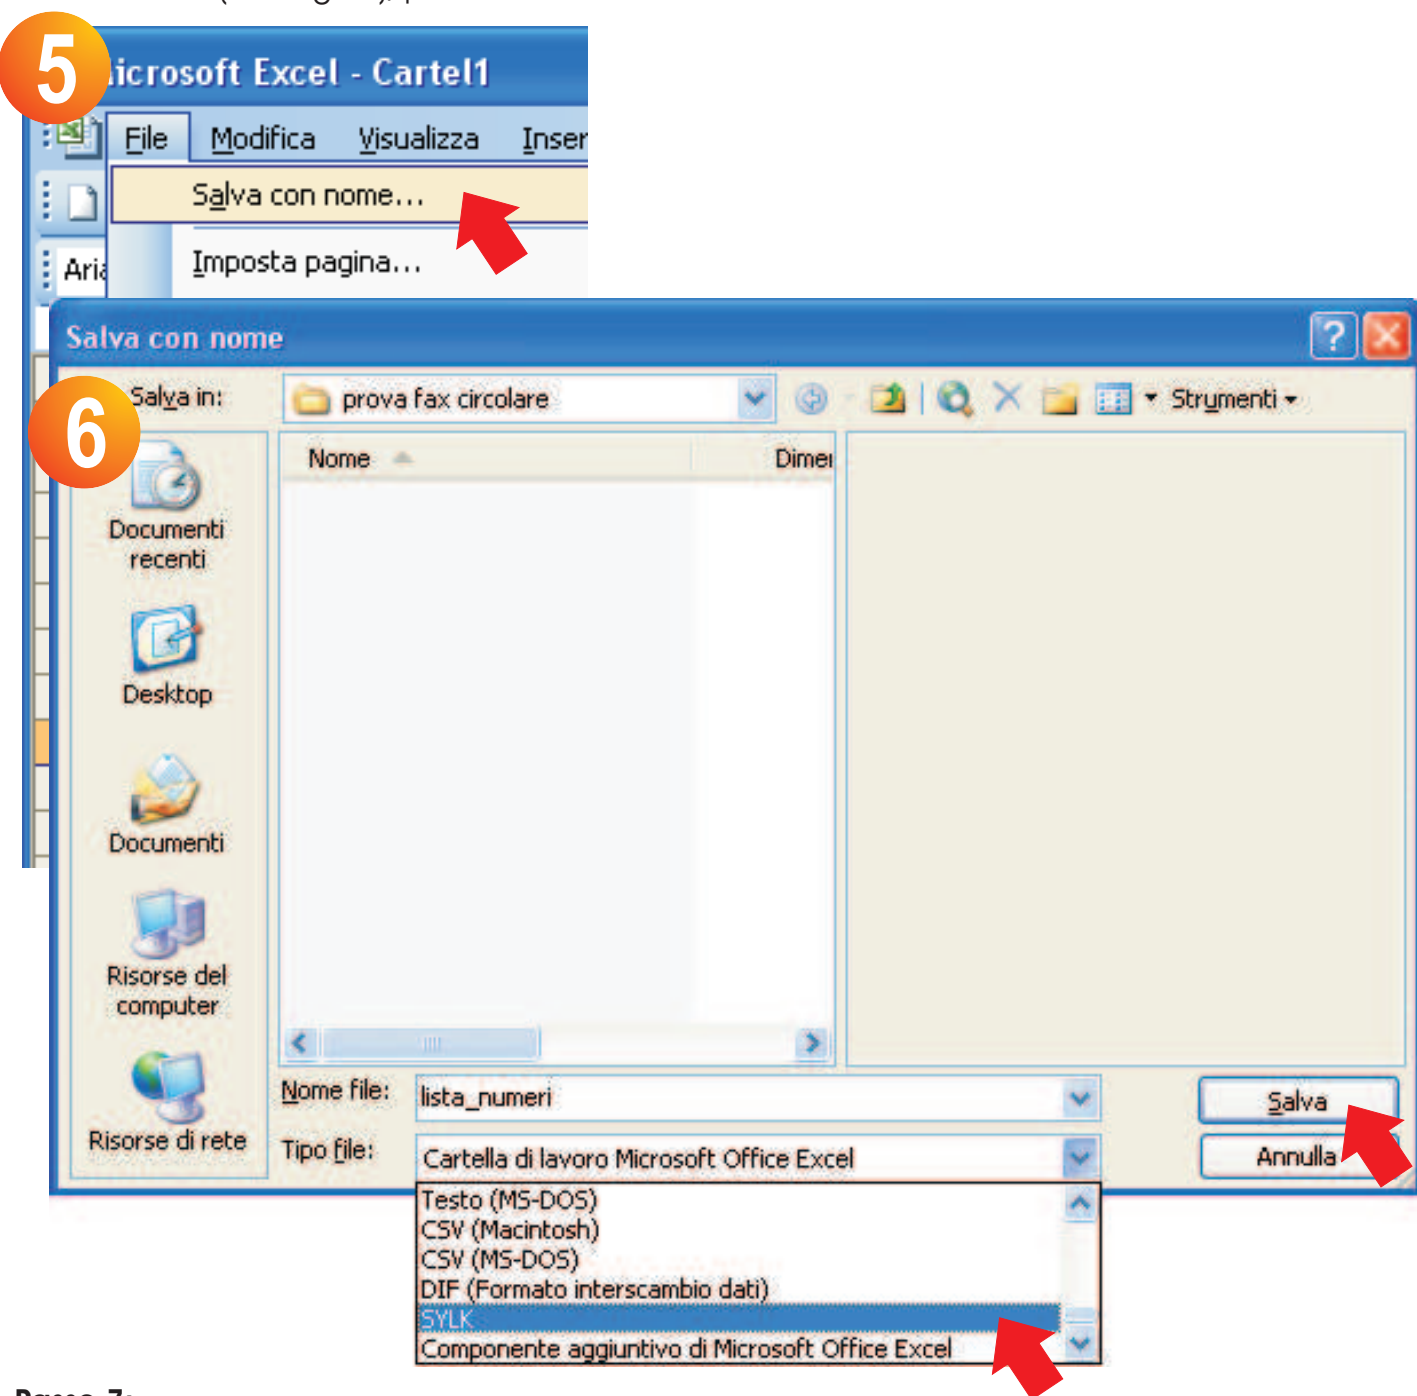 5
Microsoft Excel - Cartel1
File Modifica Visualizza Inser
Salva con nome...
Imposta pagina...
Aria
Salva con nome
6
Salva in: prova fax circolare Strumenti
Nome Dimen
Documenti recenti
Desktop
Documenti
Risorse del computer
Risorse di rete
Nome file: lista_numeri Salva
Tipo file: Cartella di lavoro Microsoft Office Excel Annulla
Testo (MS-DOS)
CSV (Macintosh)
CSV (MS-DOS)
DIF (Formato interscambio dati)
SYLK
Componente aggiuntivo di Microsoft Office Excel